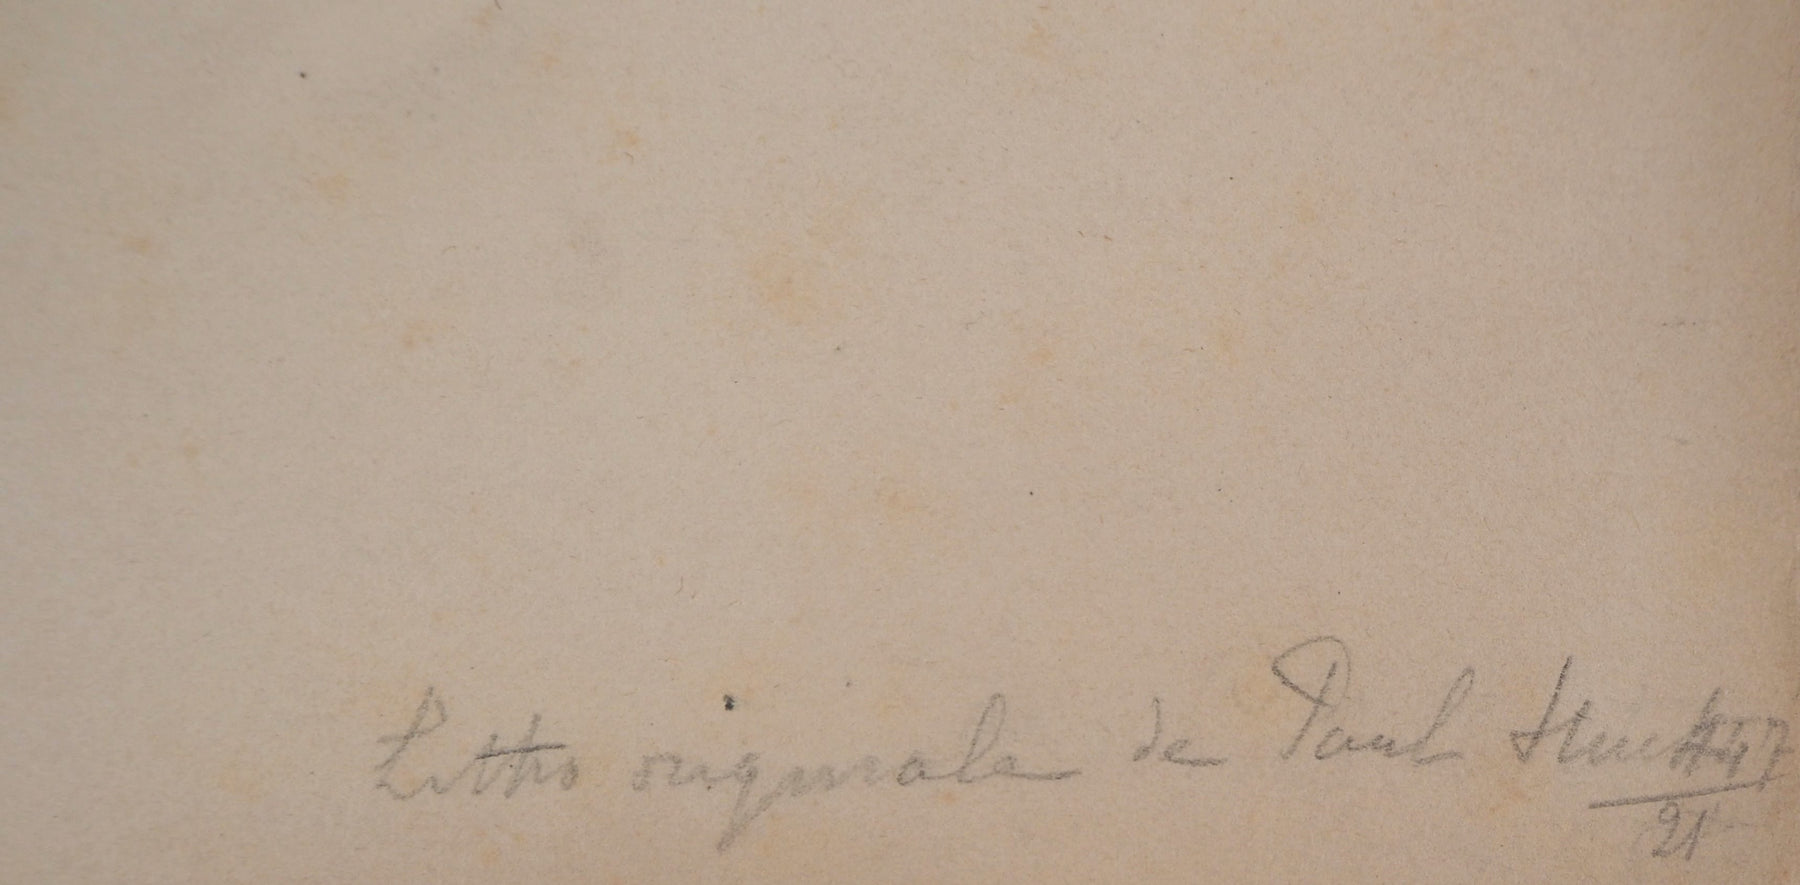 Litho originale de Paul
21